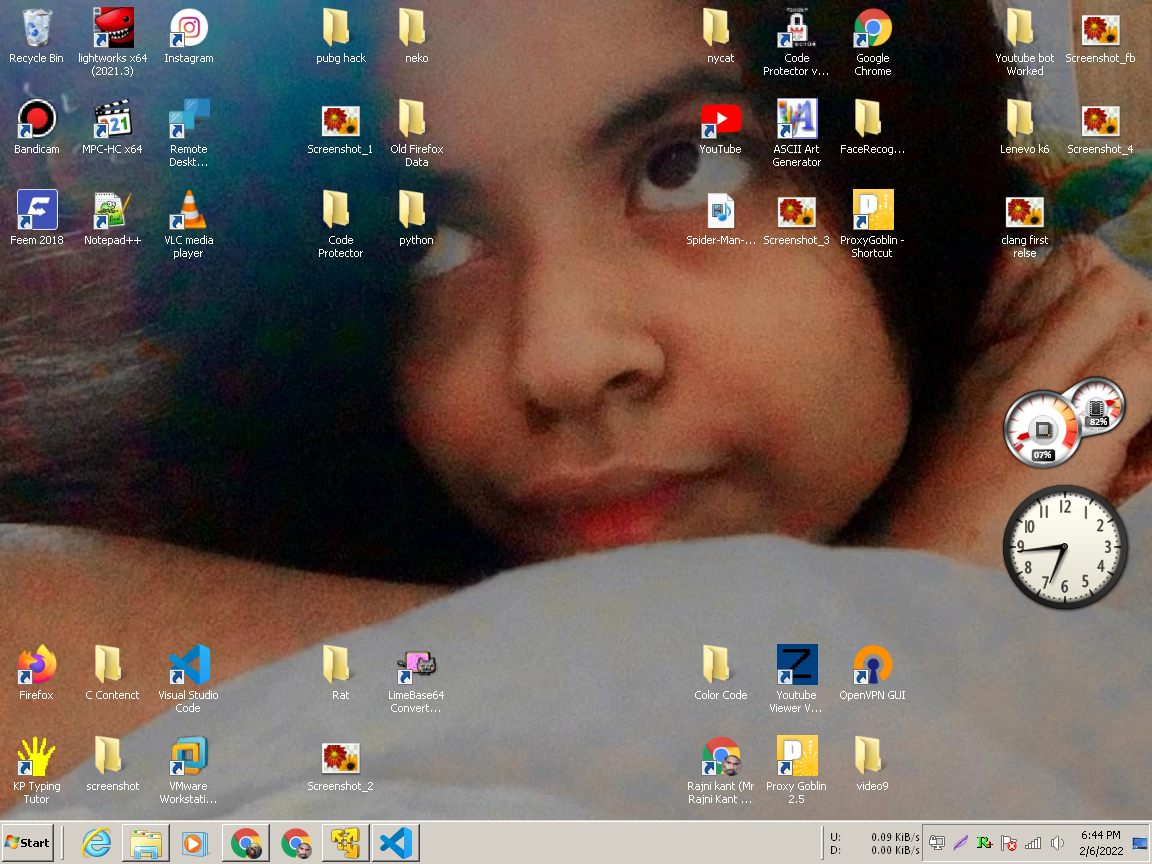 Recycle Bin
lightworks x64
(2021.3)
Instagram
pubg hack
neko
nycat
Code
Protector v...
Google
Chrome
Youtube bot
Worked
Screenshot_fb
Bandicam
MPC-HC x64
Remote
Deskt...
Screenshot_1
Old Firefox
Data
YouTube
ASCII Art
Generator
FaceRecog...
Lenevo k6
Screenshot_4
Feem 2018
Notepad++
VLC media
player
Code
Protector
python
Spider-Man-...
Screenshot_3
ProxyGoblin -
Shortcut
clang first
relse
82%
07%
12
1
2
3
4
5
6
7
8
9
10
11
Firefox
C Contenct
Visual Studio
Code
Rat
LimeBase64
Convert...
Color Code
Youtube
Viewer V...
OpenVPN GUI
KP Typing
Tutor
screenshot
VMware
Workstati...
Screenshot_2
Rajni kant (Mr
Rajni Kant ...
Proxy Goblin
2.5
video9
Start
U: 0.09 KiB/s
D: 0.00 KiB/s
6:44 PM
2/6/2022